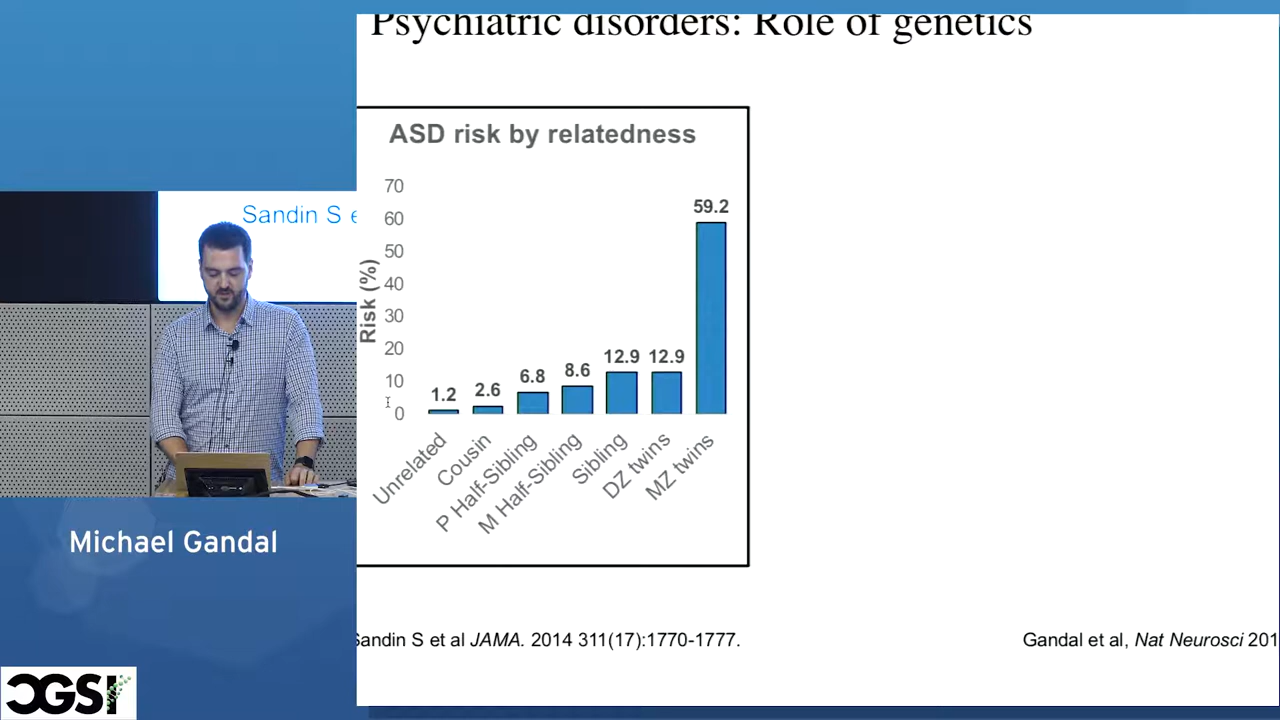 Psychiatric disorders: Role of genetics
ASD risk by relatedness
Risk (%)
70
60
50
40
30
20
10
0
1.2
2.6
6.8
8.6
12.9
12.9
59.2
Unrelated
Cousin
P Half-Sibling
M Half-Sibling
Sibling
DZ twins
MZ twins
Sandin S et al JAMA. 2014 311(17):1770-1777.
Gandal et al, Nat Neurosci 201
Sandin S e
Michael Gandal
CGSI